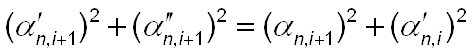 (α′ₙ,ᵢ₊₁)² + (α″ₙ,ᵢ₊₁)² = (αₙ,ᵢ₊₁)² + (α′ₙ,ᵢ)²